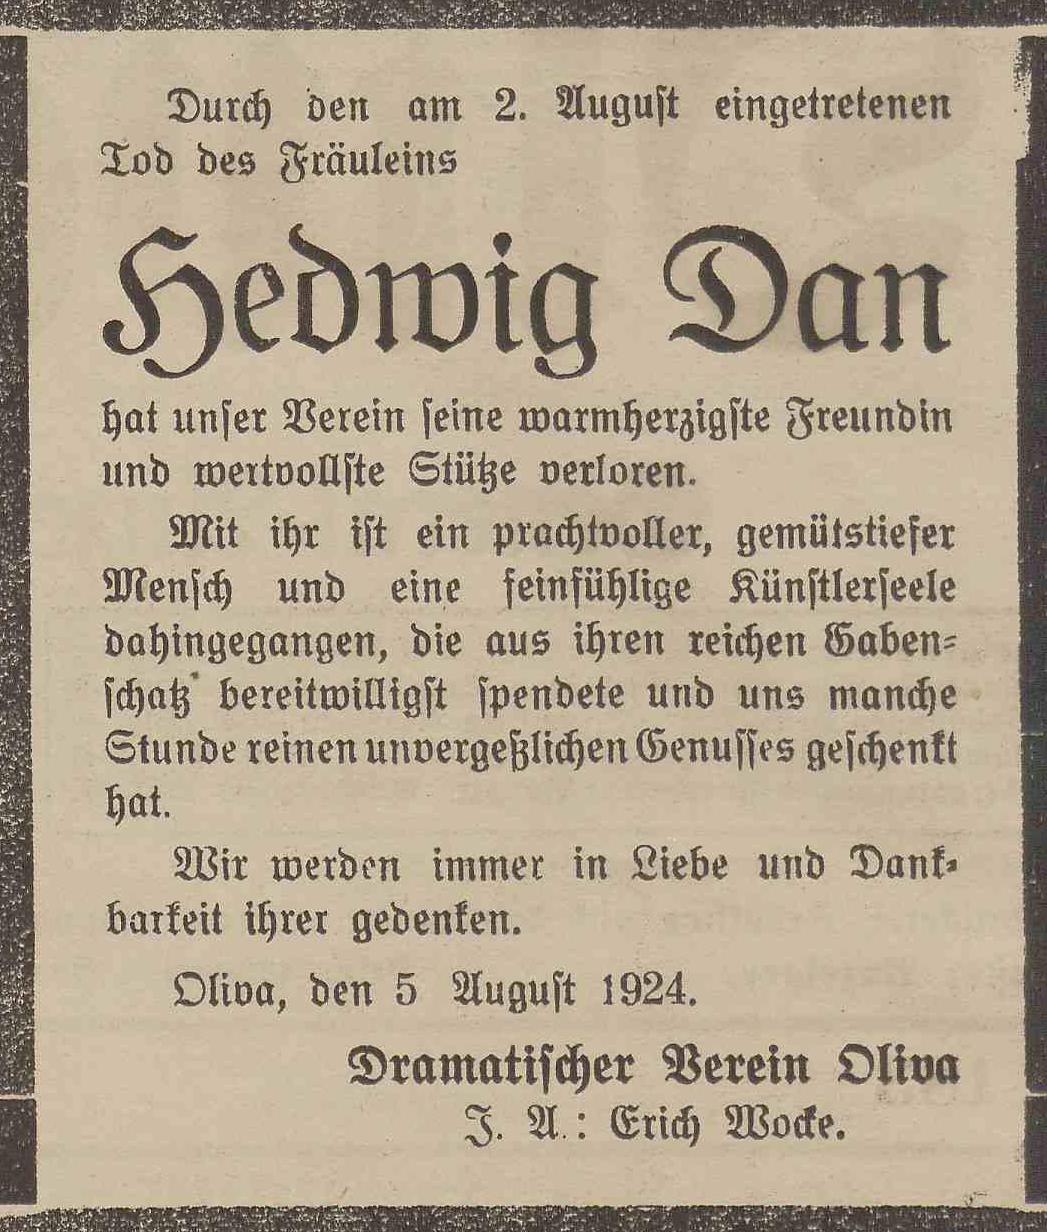 Durch den am 2. August eingetretenen
Tod des Fräuleins
Hedwig Dan
hat unser Verein seine warmherzigste Freundin
und wertvollste Stütze verloren.
Mit ihr ist ein prachtvoller, gemütstiefer
Mensch und eine feinfühlige Künstlerseele
dahingegangen, die aus ihren reichen Gaben-
schatz bereitwilligst spendete und uns manche
Stunde reinen unvergeßlichen Genusses geschenkt
hat.
Wir werden immer in Liebe und Dank-
barkeit ihrer gedenken.
Oliva, den 5 August 1924.
Dramatischer Verein Oliva
J. A.: Erich Wocke.